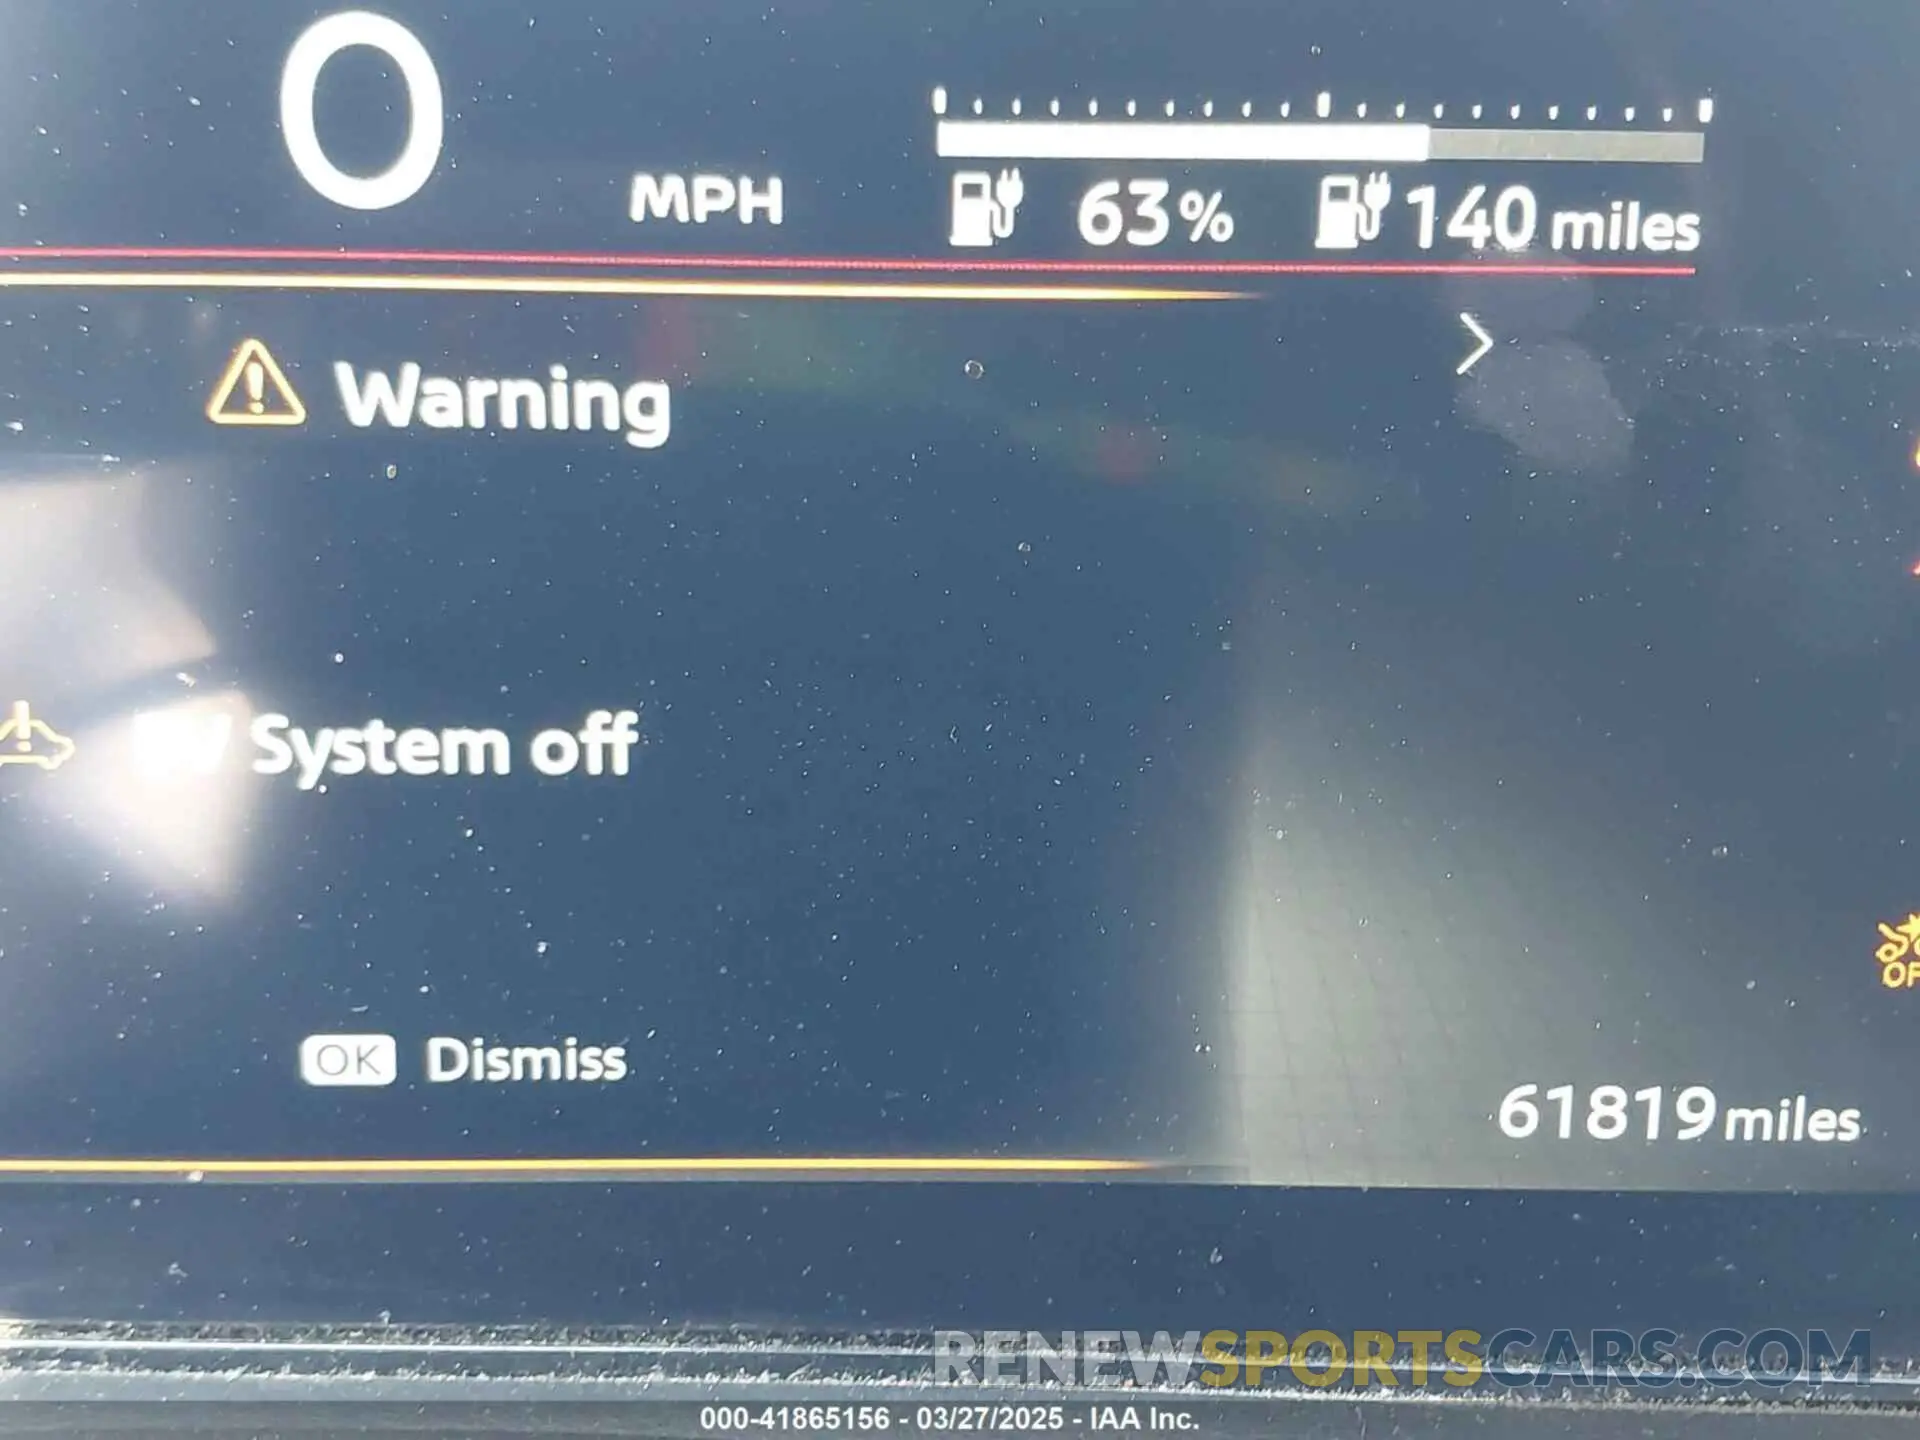 0 MPH
63% 140 miles
Warning
System off
OK Dismiss
61819 miles
RENEWSPORTSCARS.COM
000-41865156 - 03/27/2025 - IAA Inc.